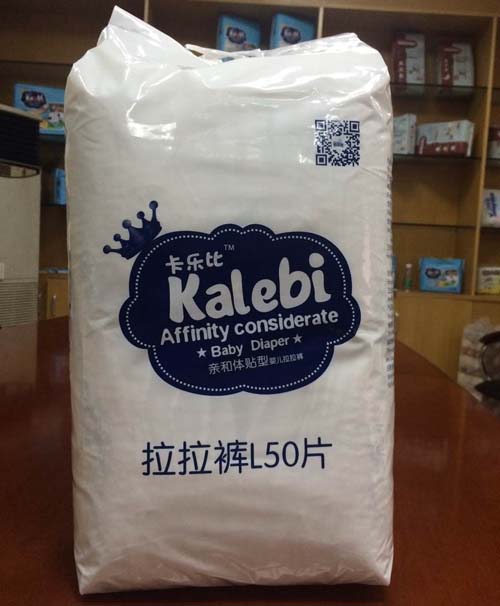 卡乐比™
Kalebi
Affinity considerate
★ Baby Diaper ★
亲和体贴型婴儿拉拉裤
拉拉裤L50片